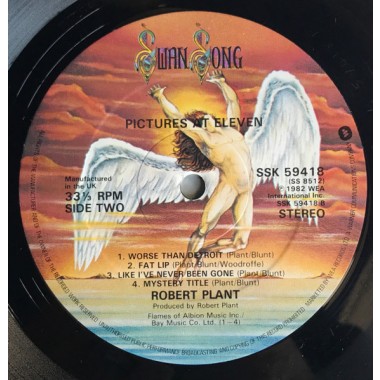 Swan Song
PICTURES AT ELEVEN
Manufactured
in the UK
33⅓ RPM
SIDE TWO
SSK 59418
(SS 8512)
℗ 1982 WEA
International Inc.
SSK 59418-B
STEREO
1. WORSE THAN DETROIT (Plant/Blunt)
2. FAT LIP (Plant/Blunt/Woodroffe)
3. LIKE I'VE NEVER BEEN GONE (Plant/Blunt)
4. MYSTERY TITLE (Plant/Blunt)
ROBERT PLANT
Produced by Robert Plant
Flames of Albion Music Inc./
Bay Music Co. Ltd. (1–4)